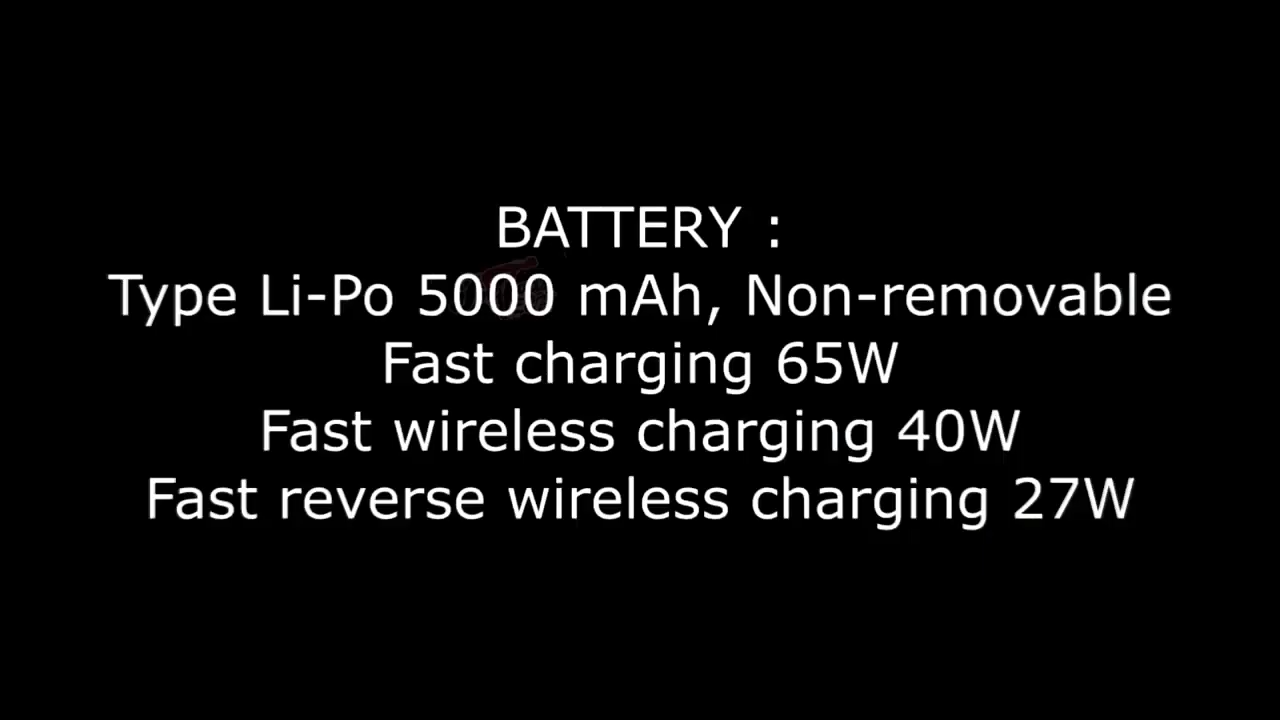 BATTERY :
Type Li-Po 5000 mAh, Non-removable
Fast charging 65W
Fast wireless charging 40W
Fast reverse wireless charging 27W